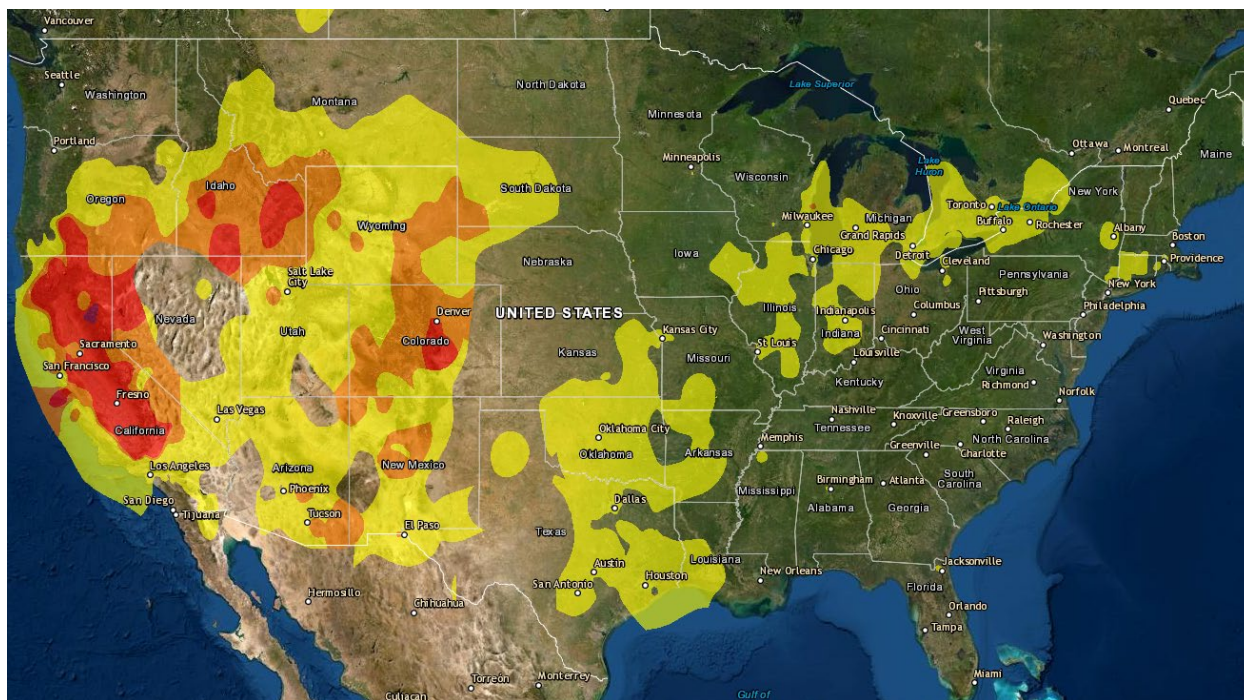 Vancouver
Seattle
Washington
Portland
Oregon
Idaho
Montana
North Dakota
South Dakota
Wyoming
Minnesota
Minneapolis
Wisconsin
Lake Superior
Lake
Huron
Michigan
Milwaukee
Grand Rapids
Chicago
Detroit
Toronto
Lake Ontario
Buffalo
Rochester
Ottawa
Montreal
Quebec
Maine
New York
Albany
Boston
Providence
New York
Cleveland
Pennsylvania
Pittsburgh
Philadelphia
Ohio
Columbus
Iowa
Nebraska
Illinois
Indianapolis
Indiana
Cincinnati
West
Virginia
Washington
Salt Lake
City
Nevada
Utah
Denver
Colorado
UNITED STATES
Kansas City
Kansas
Missouri
St Louis
Louisville
Kentucky
Virginia
Richmond
Norfolk
Sacramento
San Francisco
Fresno
California
Las Vegas
Los Angeles
San Diego
Tijuana
Arizona
Phoenix
Tucson
New Mexico
El Paso
Oklahoma City
Oklahoma
Arkansas
Memphis
Nashville
Tennessee
Knoxville
Greensboro
Raleigh
North Carolina
Greenville
Charlotte
South
Carolina
Mississippi
Birmingham
Alabama
Atlanta
Georgia
Dallas
Texas
Austin
San Antonio
Houston
Louisiana
New Orleans
Jacksonville
Florida
Orlando
Tampa
Miami
Hermosillo
Chihuahua
Torreon
Monterrey
Culiacan
Gulf of